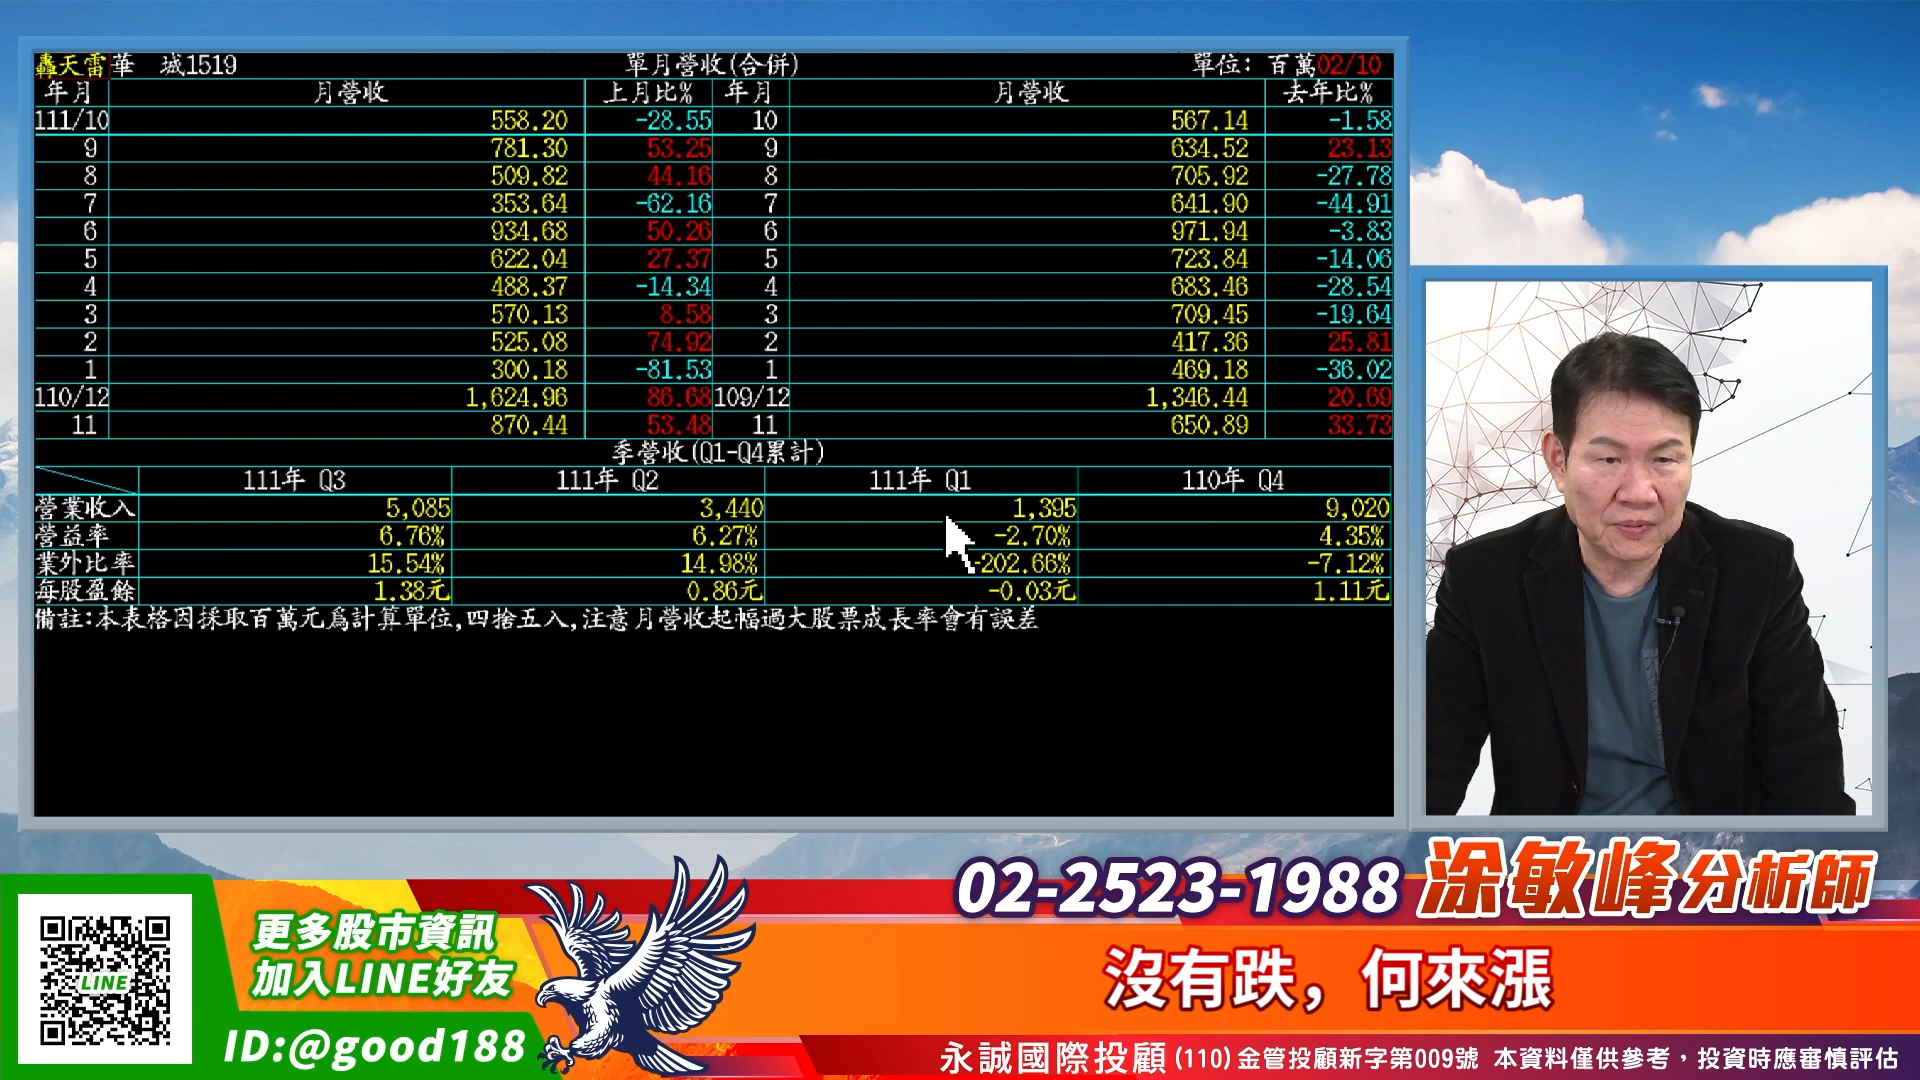 轟天雷華 城1519 單月營收(合併) 單位: 百萬02/10
年月 月營收 上月比% 年月 月營收 去年比%
111/10 558.20 -28.55 10 567.14 -1.58
9 781.30 53.25 9 634.52 23.13
8 509.82 44.16 8 705.92 -27.78
7 353.64 -62.16 7 641.90 -44.91
6 934.68 50.26 6 971.94 -3.83
5 622.04 27.37 5 723.84 -14.06
4 488.37 -14.34 4 683.46 -28.54
3 570.13 8.58 3 709.45 -19.64
2 525.08 74.92 2 417.36 25.81
1 300.18 -81.53 1 469.18 -36.02
110/12 1,624.96 86.68 109/12 1,346.44 20.69
11 870.44 53.48 11 650.89 33.73
季營收(Q1-Q4累計)
111年 Q3 111年 Q2 111年 Q1 110年 Q4
營業收入 5,085 3,440 1,395 9,020
營益率 6.76% 6.27% -2.70% 4.35%
業外比率 15.54% 14.98% -202.66% -7.12%
每股盈餘 1.38元 0.86元 -0.03元 1.11元
備註:本表格因採取百萬元爲計算單位,四捨五入,注意月營收起幅過大股票成長率會有誤差
02-2523-1988 涂敏峰分析師
更多股市資訊
加入LINE好友
LINE
ID:@good188
沒有跌，何來漲
永誠國際投顧(110)金管投顧新字第009號 本資料僅供參考，投資時應審慎評估